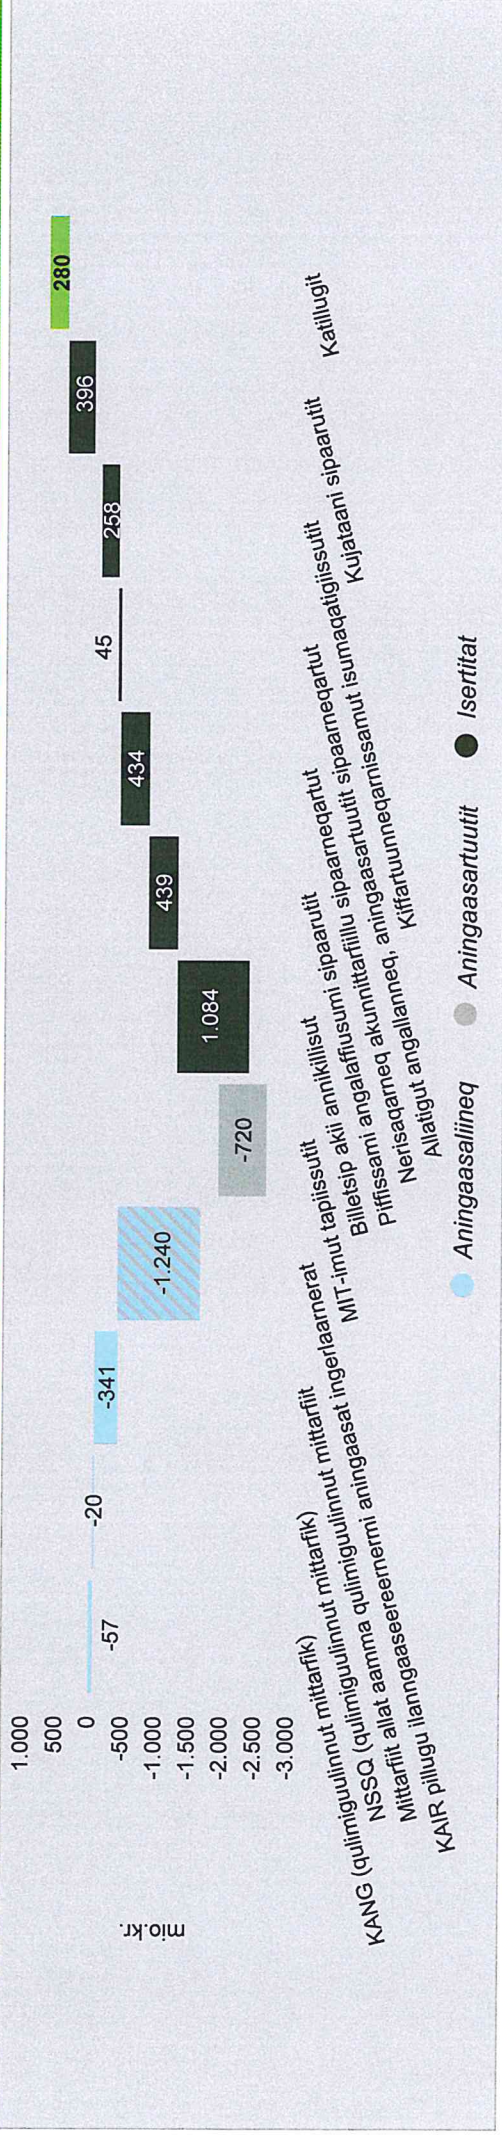 mio.kr.
1.000
500
0
-500
-1.000
-1.500
-2.000
-2.500
-3.000
-57
-20
-341
-1.240
-720
1.084
439
434
45
258
396
280
KANG (qulimiguulinnut mittarfik)
NSSQ (qulimiguulinnut mittarfik)
Mittarfiit allat aamma qulimiguulinnut mittarfiit
KAIR pillugu ilanngaaseereernermi aningaasat ingerlaarnerat
MIT-imut tapiissutit
Billetsip akii annikillisut
Piffissami angalaffiusumi sipaarutit
Nerisaqarneq akunnittarfiillu sipaarneqartut
Allatigut angallanneq, aningaasartuutit sipaarneqartut
Kiffartuunneqarnissamut isumaqatigiissutit
Kujataani sipaarutit
Katillugit
Aningaasaliineq
Aningaasartuutit
Isertitat